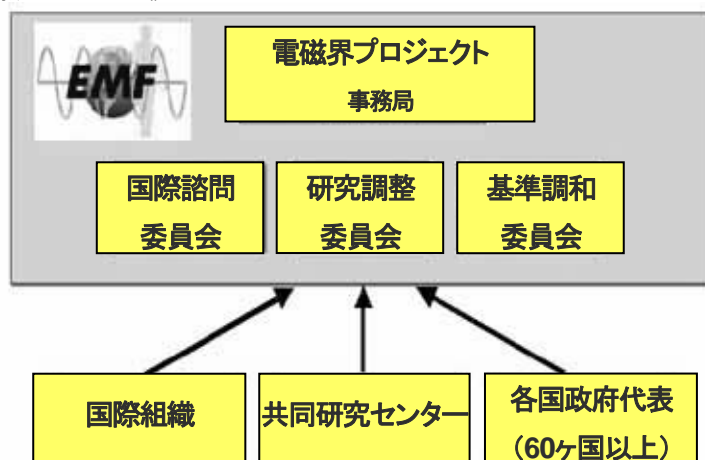 EMF
電磁界プロジェクト
事務局
国際諮問
委員会
研究調整
委員会
基準調和
委員会
国際組織
共同研究センター
各国政府代表
（60ヶ国以上）